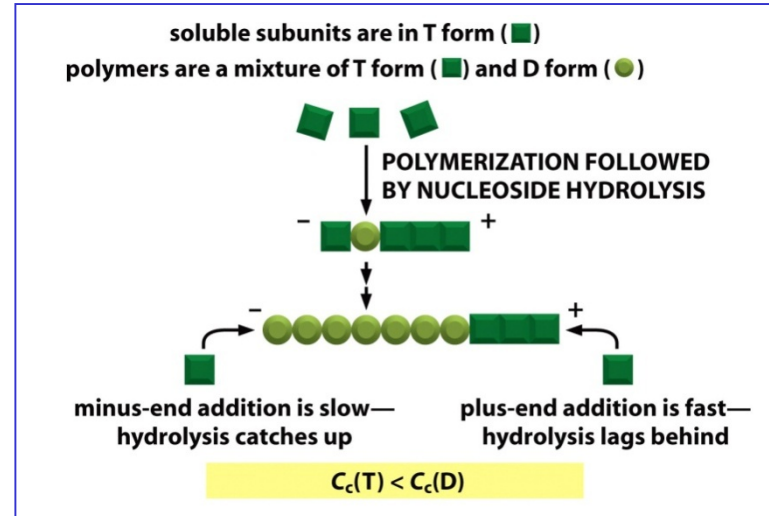 soluble subunits are in T form ( )
polymers are a mixture of T form ( ) and D form ( )
POLYMERIZATION FOLLOWED
BY NUCLEOSIDE HYDROLYSIS
– +
– +
minus-end addition is slow—
hydrolysis catches up
plus-end addition is fast—
hydrolysis lags behind
Cc(T) < Cc(D)